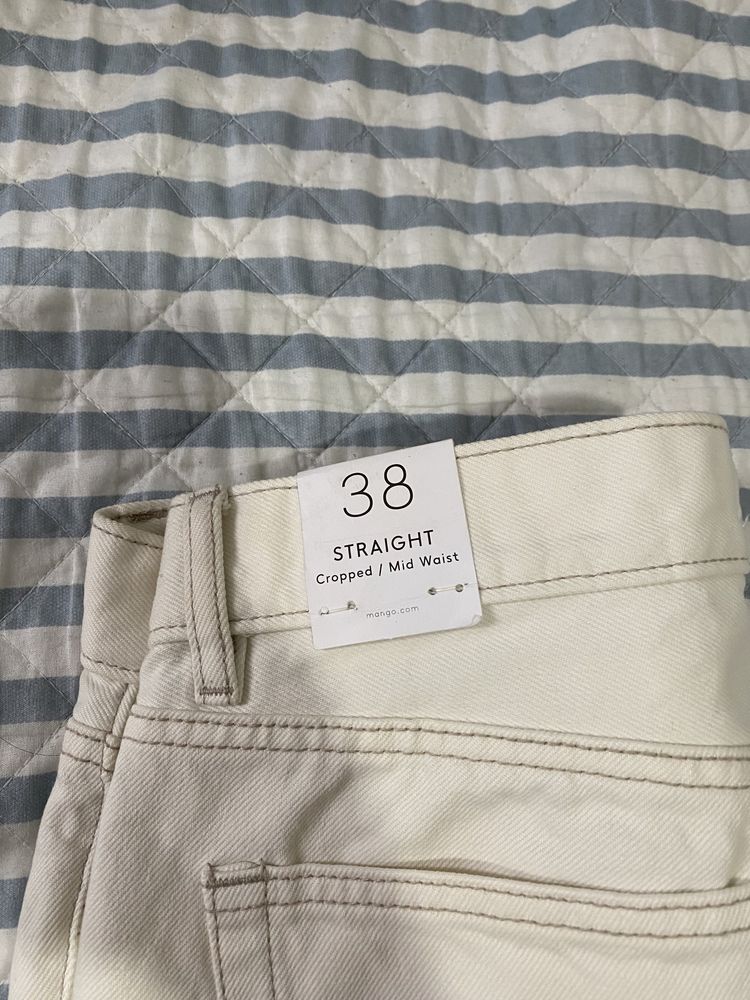 38
STRAIGHT
Cropped / Mid Waist
mango.com